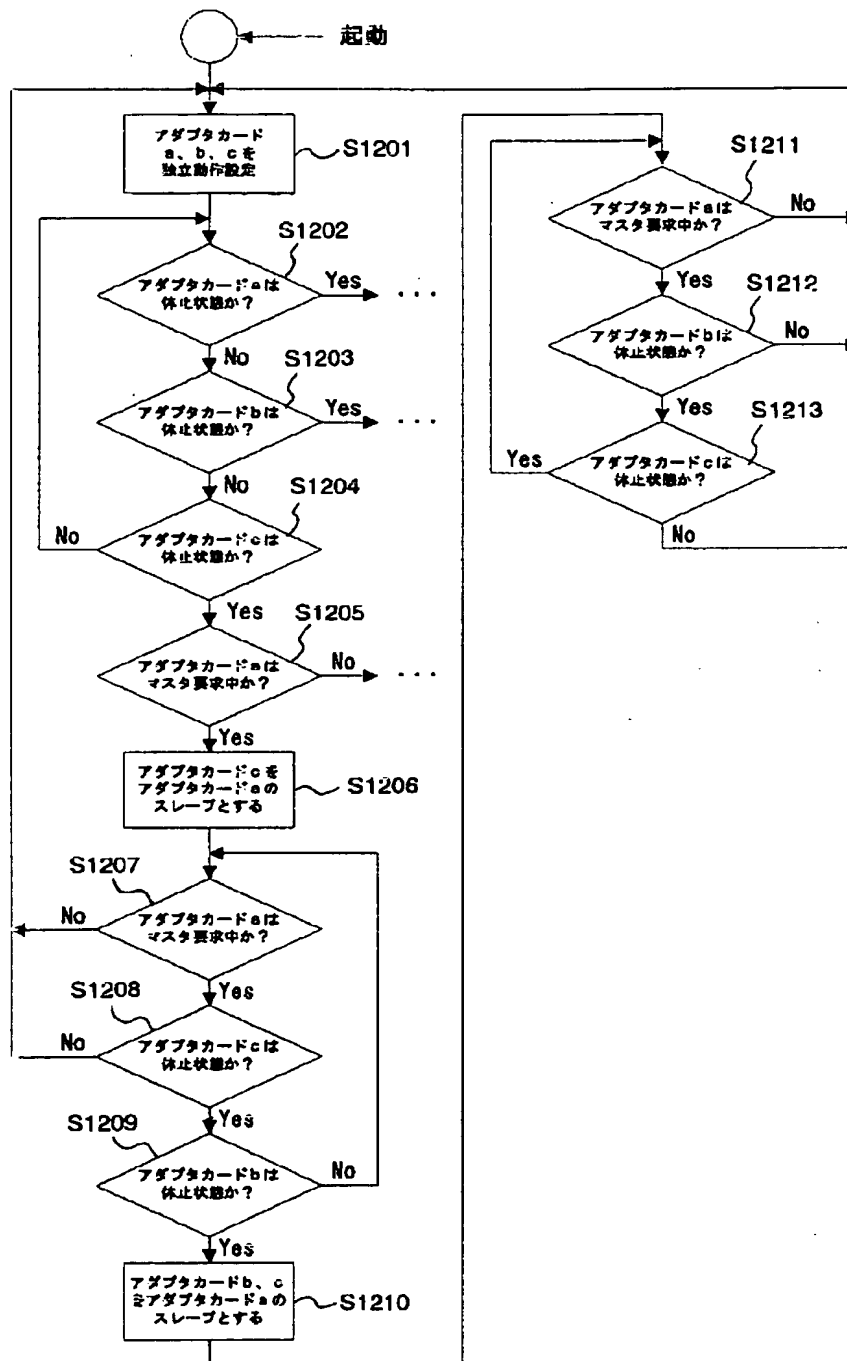 起動
アダプタカード
a、b、cを
独立動作設定
S1201
S1202
アダプタカードaは
休止状態か?
Yes
・・・
No
S1203
アダプタカードbは
休止状態か?
Yes
・・・
No
S1204
アダプタカードcは
休止状態か?
No
Yes
S1205
アダプタカードaは
マスタ要求中か?
No
・・・
Yes
アダプタカードcを
アダプタカードaの
スレーブとする
S1206
S1207
アダプタカードaは
マスタ要求中か?
No
Yes
S1208
アダプタカードcは
休止状態か?
No
Yes
S1209
アダプタカードbは
休止状態か?
No
Yes
アダプタカードb、c
をアダプタカードaの
スレーブとする
S1210
S1211
アダプタカードaは
マスタ要求中か?
No
Yes
S1212
アダプタカードbは
休止状態か?
No
Yes
S1213
アダプタカードcは
休止状態か?
Yes
No